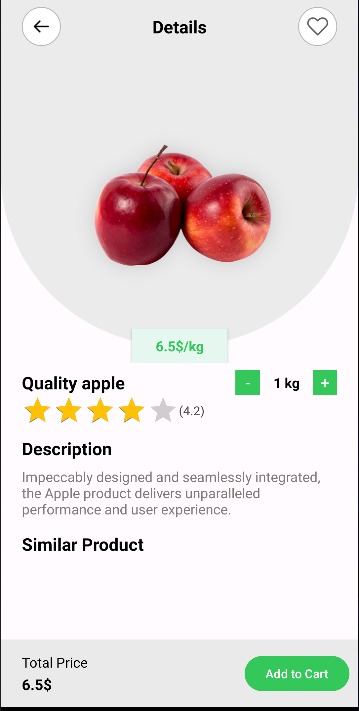 Details
6.5$/kg
Quality apple
- 1 kg +
(4.2)
Description
Impeccably designed and seamlessly integrated,
the Apple product delivers unparalleled
performance and user experience.
Similar Product
Total Price
6.5$
Add to Cart